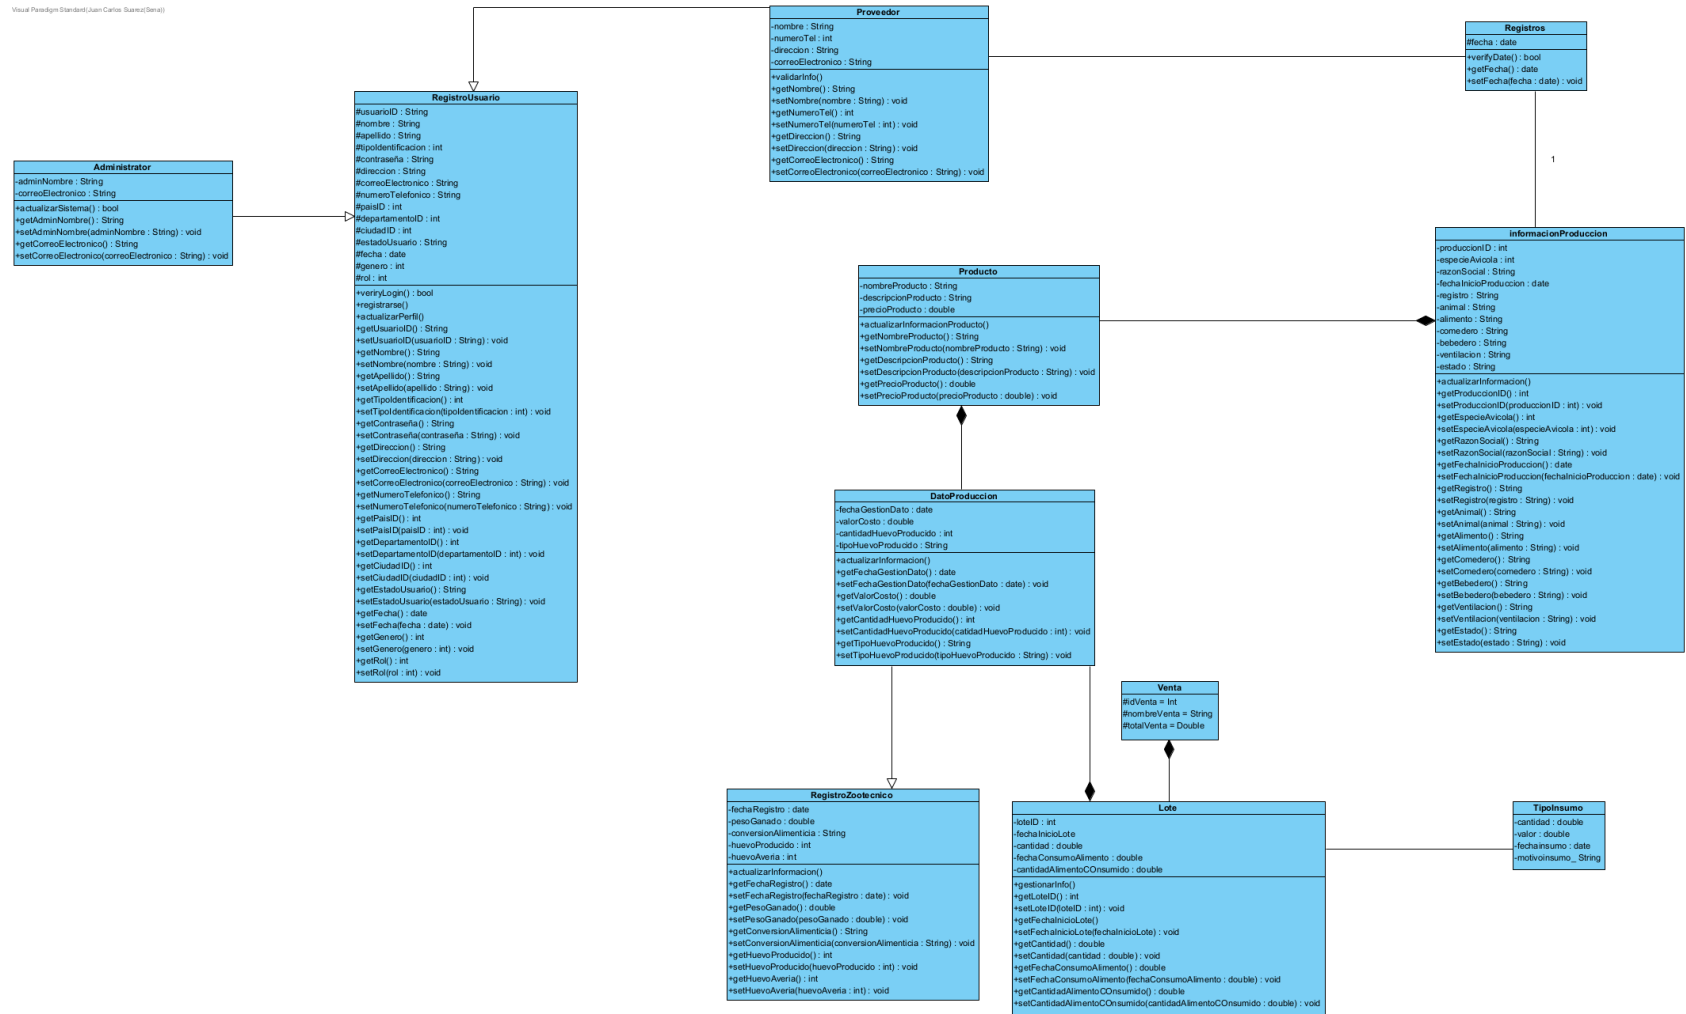 Visual Paradigm Standard(Juan Carlos Suarez(Sena))
Proveedor
-nombre : String
-numeroTel : int
-direccion : String
-correoElectronico : String
+validarInfo()
+getNombre() : String
+setNombre(nombre : String) : void
+getNumeroTel() : int
+setNumeroTel(numeroTel : int) : void
+getDireccion() : String
+setDireccion(direccion : String) : void
+getCorreoElectronico() : String
+setCorreoElectronico(correoElectronico : String) : void
Registros
#fecha : date
+verifyDate() : bool
+getFecha() : date
+setFecha(fecha : date) : void
1
RegistroUsuario
#usuarioID : String
#nombre : String
#apellido : String
#tipoIdentificacion : int
#contraseña : String
#direccion : String
#correoElectronico : String
#numeroTelefonico : String
#paisID : int
#departamentoID : int
#ciudadID : int
#estadoUsuario : String
#fecha : date
#genero : int
#rol : int
+veriryLogin() : bool
+registrarse()
+actualizarPerfil()
+getUsuarioID() : String
+setUsuarioID(usuarioID : String) : void
+getNombre() : String
+setNombre(nombre : String) : void
+getApellido() : String
+setApellido(apellido : String) : void
+getTipoIdentificacion() : int
+setTipoIdentificacion(tipoIdentificacion : int) : void
+getContraseña() : String
+setContraseña(contraseña : String) : void
+getDireccion() : String
+setDireccion(direccion : String) : void
+getCorreoElectronico() : String
+setCorreoElectronico(correoElectronico : String) : void
+getNumeroTelefonico() : String
+setNumeroTelefonico(numeroTelefonico : String) : void
+getPaisID() : int
+setPaisID(paisID : int) : void
+getDepartamentoID() : int
+setDepartamentoID(departamentoID : int) : void
+getCiudadID() : int
+setCiudadID(ciudadID : int) : void
+getEstadoUsuario() : String
+setEstadoUsuario(estadoUsuario : String) : void
+getFecha() : date
+setFecha(fecha : date) : void
+getGenero() : int
+setGenero(genero : int) : void
+getRol() : int
+setRol(rol : int) : void
Administrator
-adminNombre : String
-correoElectronico : String
+actualizarSistema() : bool
+getAdminNombre() : String
+setAdminNombre(adminNombre : String) : void
+getCorreoElectronico() : String
+setCorreoElectronico(correoElectronico : String) : void
informacionProduccion
-produccionID : int
-especieAvicola : int
-razonSocial : String
-fechaInicioProduccion : date
-registro : String
-animal : String
-alimento : String
-comedero : String
-bebedero : String
-ventilacion : String
-estado : String
+actualizarInformacion()
+getProduccionID() : int
+setProduccionID(produccionID : int) : void
+getEspecieAvicola() : int
+setEspecieAvicola(especieAvicola : int) : void
+getRazonSocial() : String
+setRazonSocial(razonSocial : String) : void
+getFechaInicioProduccion() : date
+setFechaInicioProduccion(fechaInicioProduccion : date) : void
+getRegistro() : String
+setRegistro(registro : String) : void
+getAnimal() : String
+setAnimal(animal : String) : void
+getAlimento() : String
+setAlimento(alimento : String) : void
+getComedero() : String
+setComedero(comedero : String) : void
+getBebedero() : String
+setBebedero(bebedero : String) : void
+getVentilacion() : String
+setVentilacion(ventilacion : String) : void
+getEstado() : String
+setEstado(estado : String) : void
Producto
-nombreProducto : String
-descripcionProducto : String
-precioProducto : double
+actualizarInformacionProducto()
+getNombreProducto() : String
+setNombreProducto(nombreProducto : String) : void
+getDescripcionProducto() : String
+setDescripcionProducto(descripcionProducto : String) : void
+getPrecioProducto() : double
+setPrecioProducto(precioProducto : double) : void
DatoProduccion
-fechaGestionDato : date
-valorCosto : double
-cantidadHuevoProducido : int
-tipoHuevoProducido : String
+actualizarInformacion()
+getFechaGestionDato() : date
+setFechaGestionDato(fechaGestionDato : date) : void
+getValorCosto() : double
+setValorCosto(valorCosto : double) : void
+getCantidadHuevoProducido() : int
+setCantidadHuevoProducido(catidadHuevoProducido : int) : void
+getTipoHuevoProducido() : String
+setTipoHuevoProducido(tipoHuevoProducido : String) : void
Venta
#idVenta = Int
#nombreVenta = String
#totalVenta = Double
RegistroZootecnico
-fechaRegistro : date
-pesoGanado : double
-conversionAlimenticia : String
-huevoProducido : int
-huevoAveria : int
+actualizarInformacion()
+getFechaRegistro() : date
+setFechaRegistro(fechaRegistro : date) : void
+getPesoGanado() : double
+setPesoGanado(pesoGanado : double) : void
+getConversionAlimenticia() : String
+setConversionAlimenticia(conversionAlimenticia : String) : void
+getHuevoProducido() : int
+setHuevoProducido(huevoProducido : int) : void
+getHuevoAveria() : int
+setHuevoAveria(huevoAveria : int) : void
Lote
-loteID : int
-fechaInicioLote
-cantidad : double
-fechaConsumoAlimento : double
-cantidadAlimentoCOnsumido : double
+gestionarInfo()
+getLoteID() : int
+setLoteID(loteID : int) : void
+getFechaInicioLote()
+setFechaInicioLote(fechaInicioLote) : void
+getCantidad() : double
+setCantidad(cantidad : double) : void
+getFechaConsumoAlimento() : double
+setFechaConsumoAlimento(fechaConsumoAlimento : double) : void
+getCantidadAlimentoCOnsumido() : double
+setCantidadAlimentoCOnsumido(cantidadAlimentoCOnsumido : double) : void
TipoInsumo
-cantidad : double
-valor : double
-fechainsumo : date
-motivoinsumo_ String